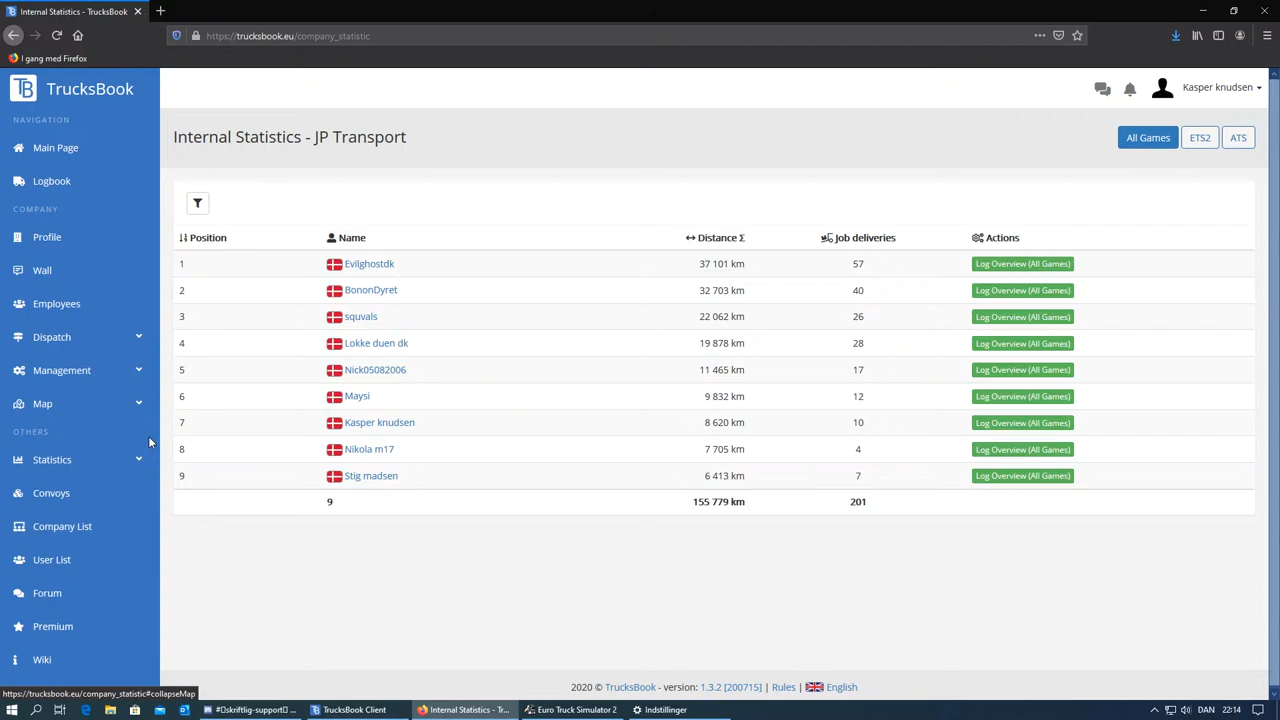 Internal Statistics - TrucksBook
https://trucksbook.eu/company_statistic
I gang med Firefox
TB TrucksBook
Kasper knudsen
NAVIGATION
Main Page
Logbook
COMPANY
Profile
Wall
Employees
Dispatch
Management
Map
OTHERS
Statistics
Convoys
Company List
User List
Forum
Premium
Wiki
https://trucksbook.eu/company_statistic#collapseMap
Internal Statistics - JP Transport
All Games ETS2 ATS
Position Name Distance Σ Job deliveries Actions
1 Evilghostdk 37 101 km 57 Log Overview (All Games)
2 BononDyret 32 703 km 40 Log Overview (All Games)
3 squvals 22 062 km 26 Log Overview (All Games)
4 Lokke duen dk 19 878 km 28 Log Overview (All Games)
5 Nick05082006 11 465 km 17 Log Overview (All Games)
6 Maysi 9 832 km 12 Log Overview (All Games)
7 Kasper knudsen 8 620 km 10 Log Overview (All Games)
8 Nikola m17 7 705 km 4 Log Overview (All Games)
9 Stig madsen 6 413 km 7 Log Overview (All Games)
9 155 779 km 201
2020 © TrucksBook - version: 1.3.2 [200715] | Rules | English
TrucksBook Client
Internal Statistics - Tr...
Euro Truck Simulator 2
Indstillinger
DAN 22:14